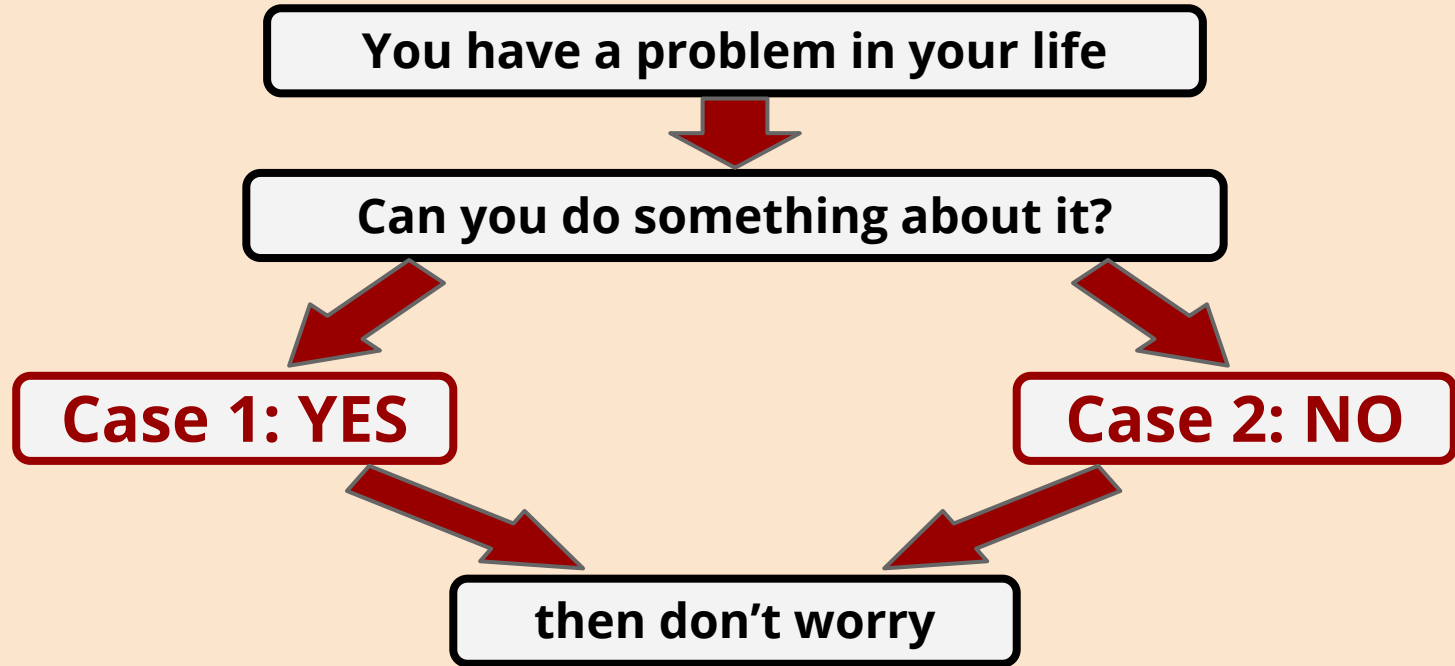 You have a problem in your life
Can you do something about it?
Case 1: YES
Case 2: NO
then don’t worry